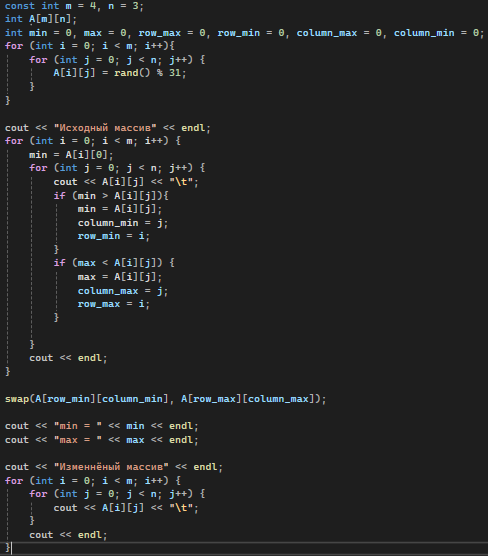 const int m = 4, n = 3;
int A[m][n];
int min = 0, max = 0, row_max = 0, row_min = 0, column_max = 0, column_min = 0;
for (int i = 0; i < m; i++){
    for (int j = 0; j < n; j++) {
        A[i][j] = rand() % 31;
    }
}

cout << "Исходный массив" << endl;
for (int i = 0; i < m; i++) {
    min = A[i][0];
    for (int j = 0; j < n; j++) {
        cout << A[i][j] << "\t";
        if (min > A[i][j]){
            min = A[i][j];
            column_min = j;
            row_min = i;
        }
        if (max < A[i][j]) {
            max = A[i][j];
            column_max = j;
            row_max = i;
        }

    }
    cout << endl;
}

swap(A[row_min][column_min], A[row_max][column_max]);

cout << "min = " << min << endl;
cout << "max = " << max << endl;

cout << "Изменнёный массив" << endl;
for (int i = 0; i < m; i++) {
    for (int j = 0; j < n; j++) {
        cout << A[i][j] << "\t";
    }
    cout << endl;
}